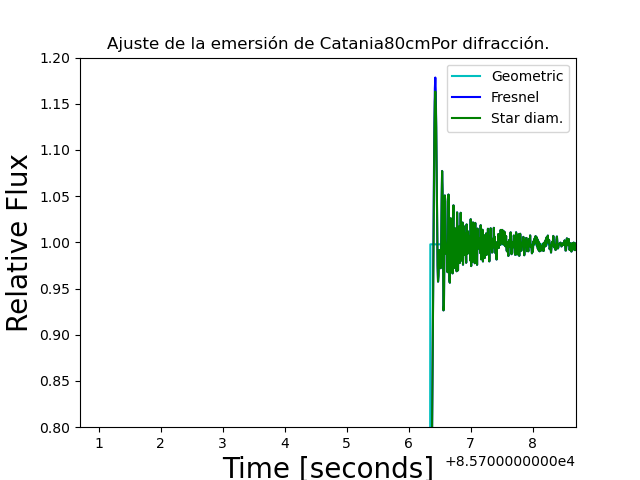 Ajuste de la emersión de Catania80cmPor difracción.
Geometric
Fresnel
Star diam.
Relative Flux
1.20
1.15
1.10
1.05
1.00
0.95
0.90
0.85
0.80
1 2 3 4 5 6 7 8
+8.5700000000e4
Time [seconds]